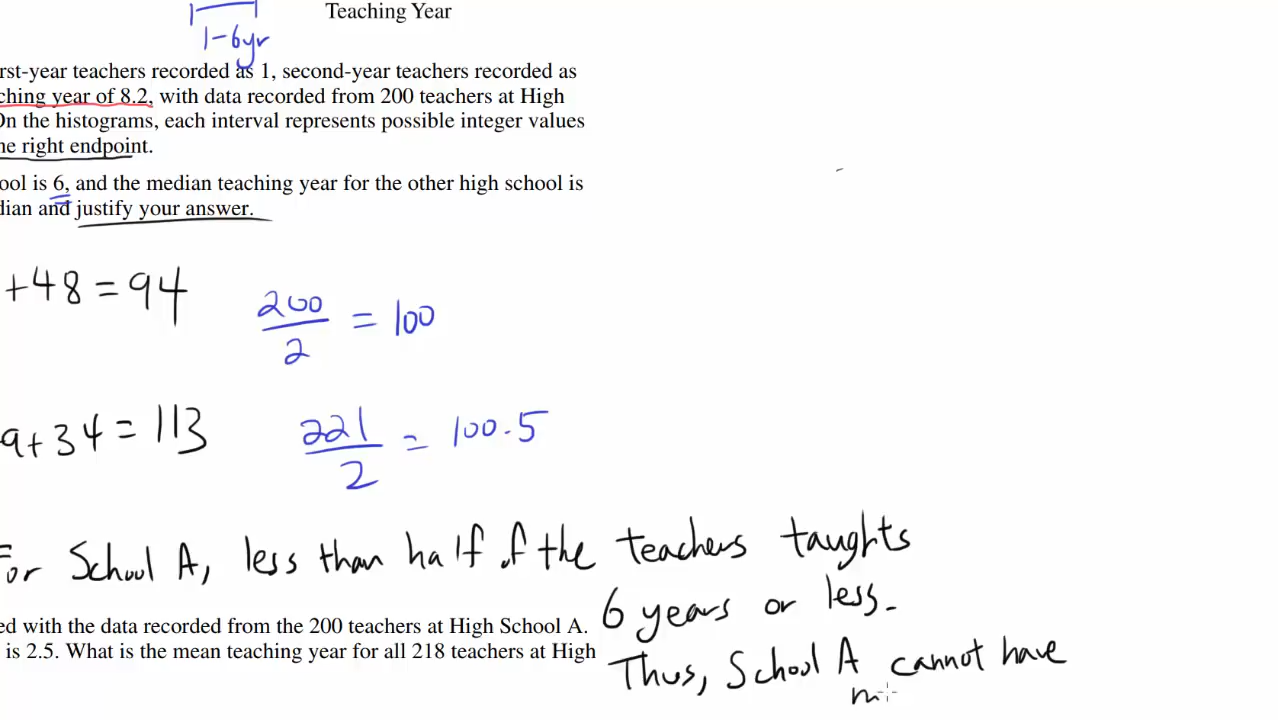 Teaching Year
1-6yr
rst-year teachers recorded as 1, second-year teachers recorded as
ching year of 8.2, with data recorded from 200 teachers at High
On the histograms, each interval represents possible integer values
he right endpoint.
ool is 6, and the median teaching year for the other high school is
dian and justify your answer.
+48=94
200/2 = 100
9+34=113
221/2 = 100.5
For School A, less than half of the teachers taughts
6 years or less.
ed with the data recorded from the 200 teachers at High School A.
is 2.5. What is the mean teaching year for all 218 teachers at High
Thus, School A cannot have